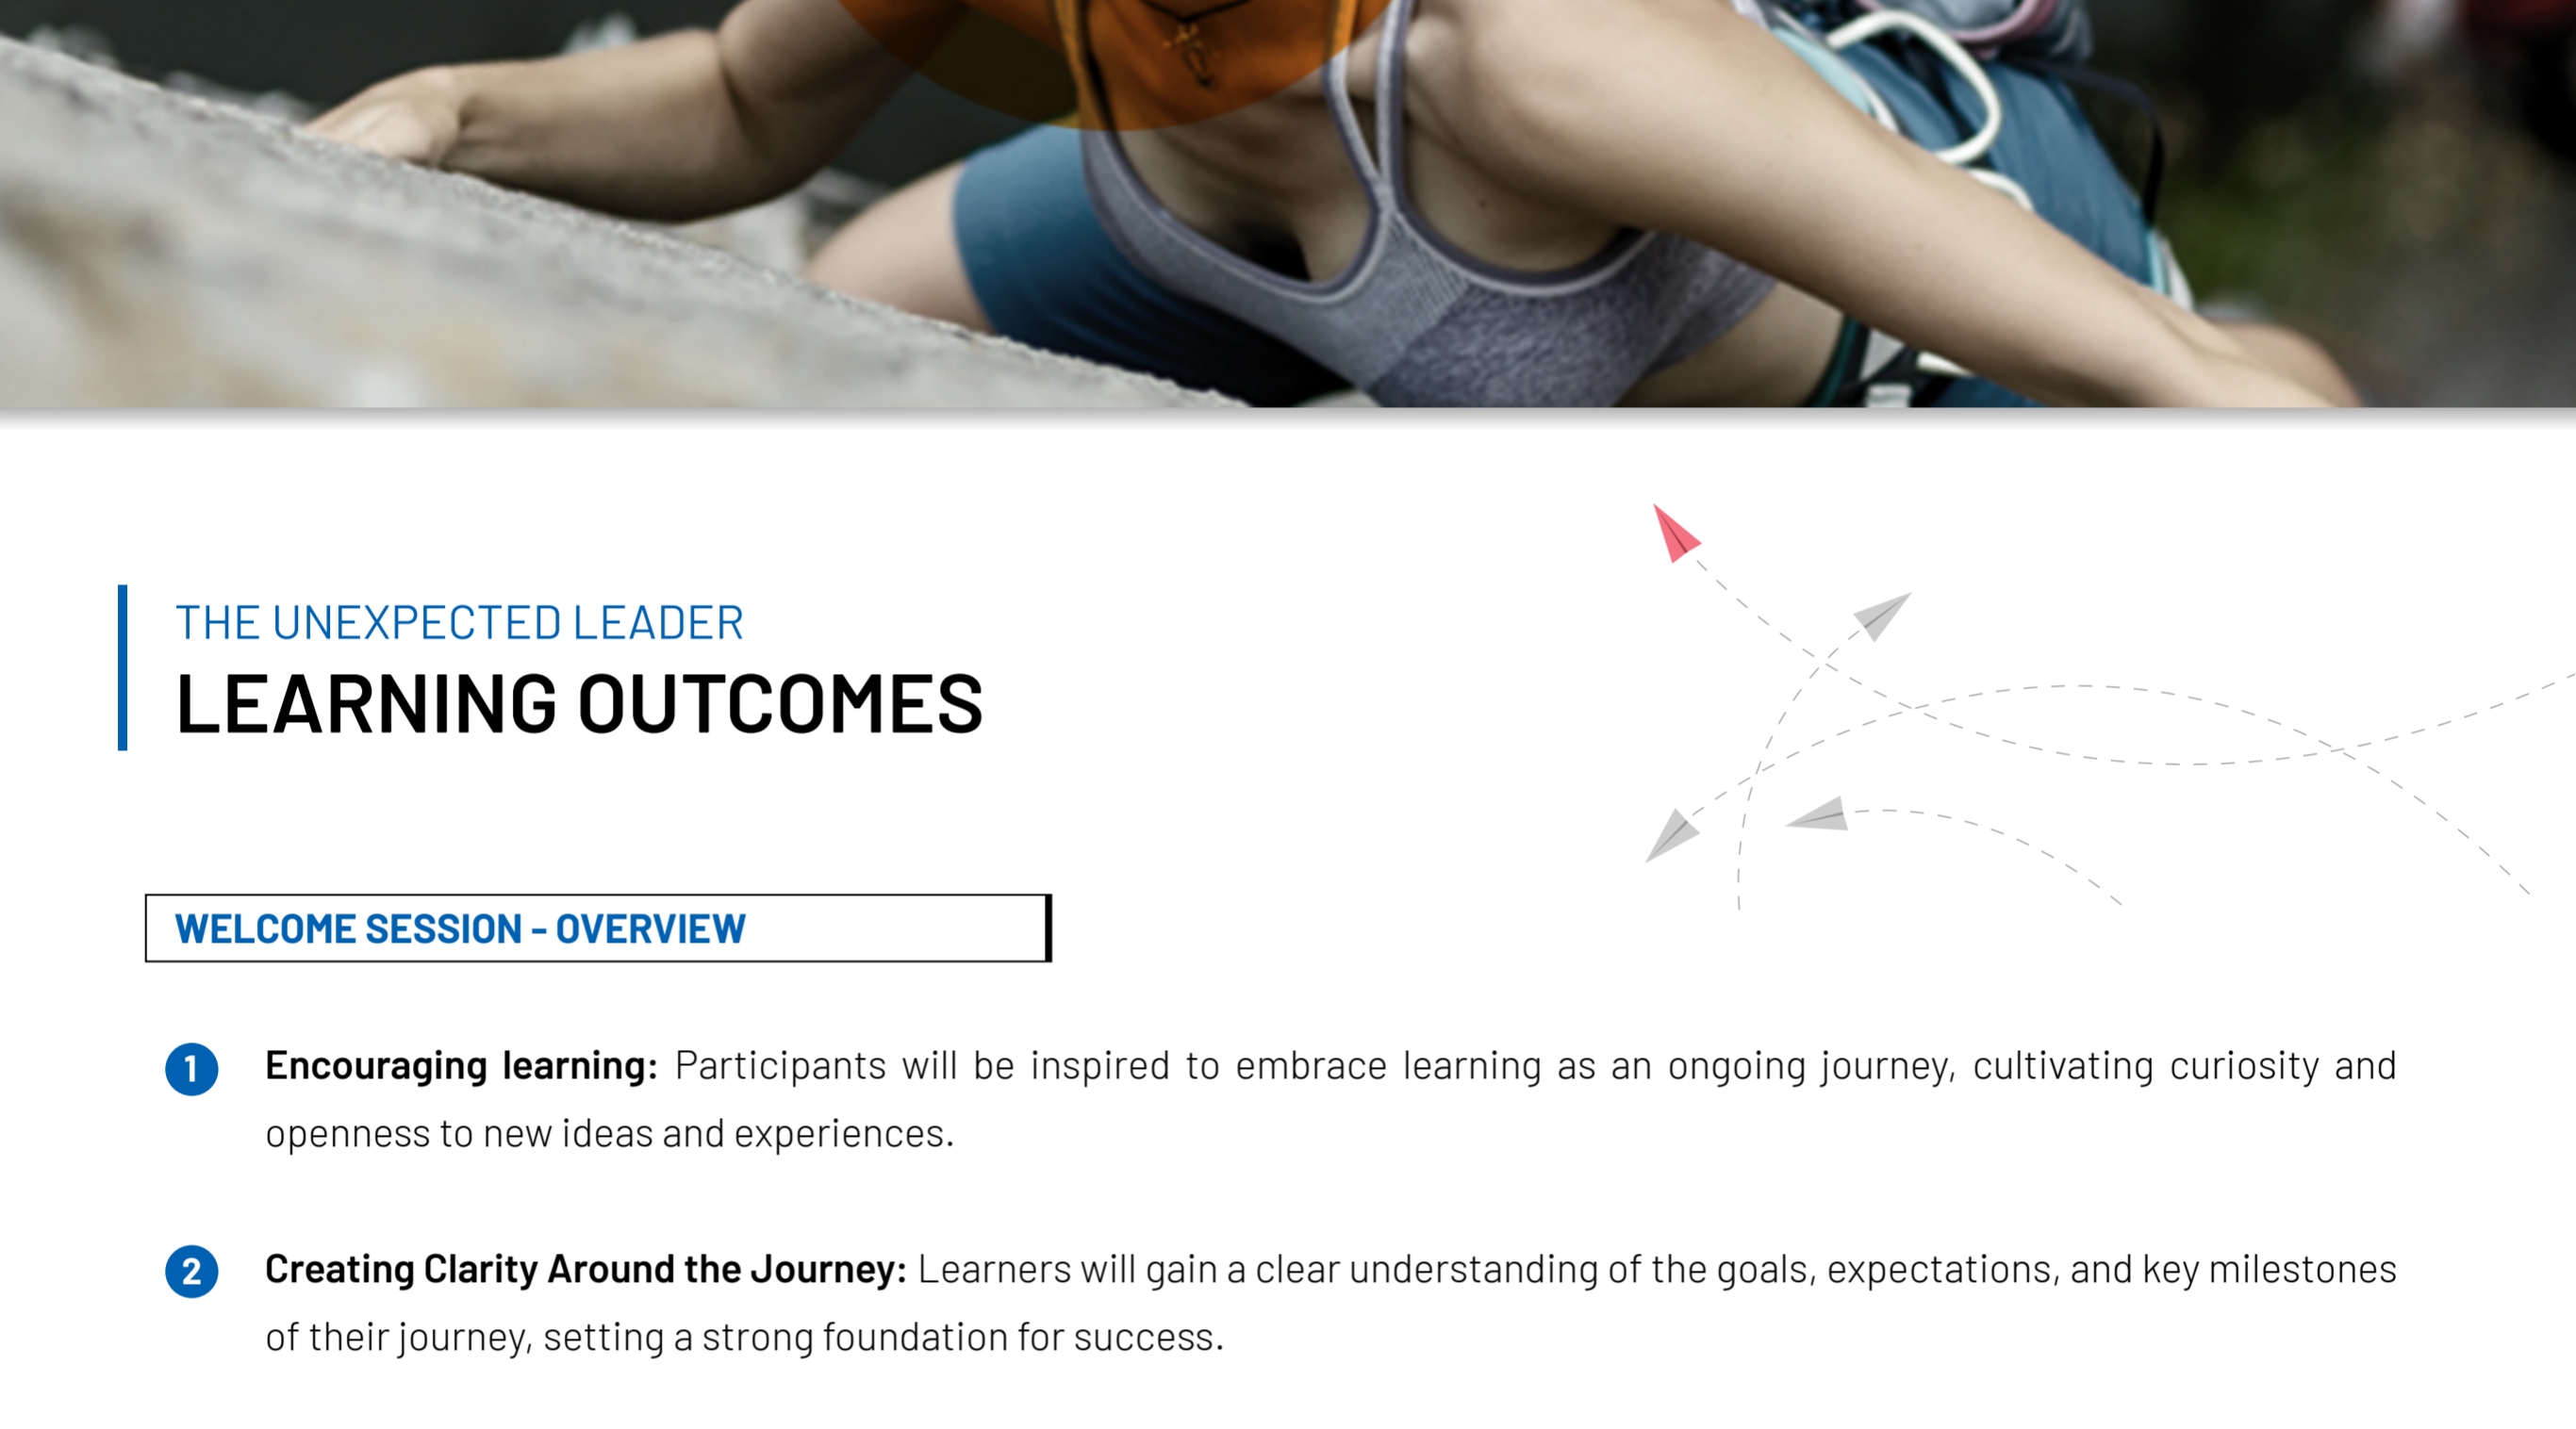 THE UNEXPECTED LEADER
LEARNING OUTCOMES
WELCOME SESSION - OVERVIEW
1 Encouraging learning: Participants will be inspired to embrace learning as an ongoing journey, cultivating curiosity and
openness to new ideas and experiences.
2 Creating Clarity Around the Journey: Learners will gain a clear understanding of the goals, expectations, and key milestones
of their journey, setting a strong foundation for success.